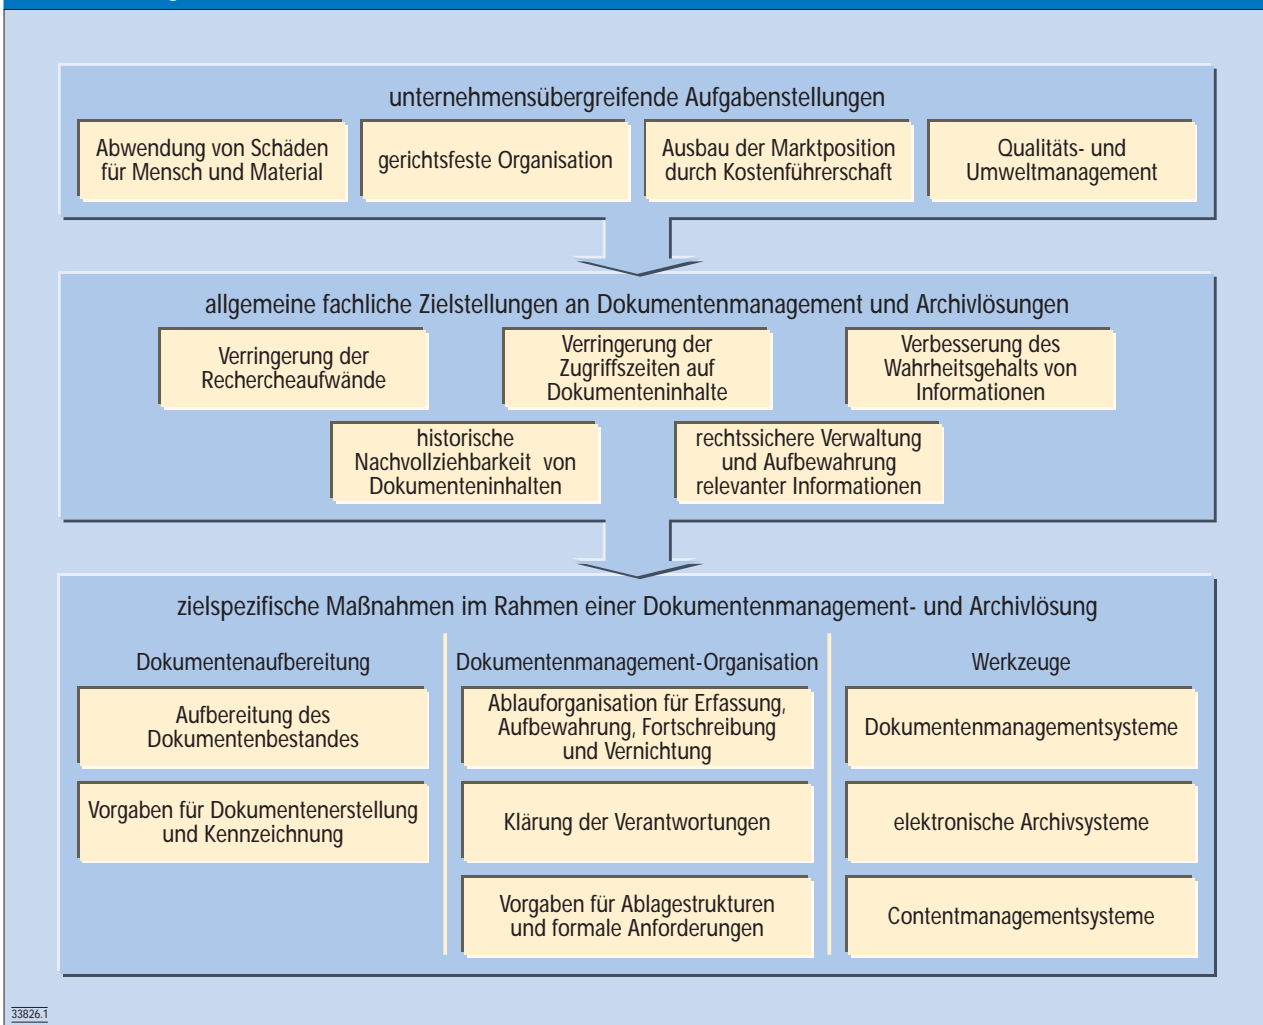 unternehmensübergreifende Aufgabenstellungen
Abwendung von Schäden
für Mensch und Material
gerichtsfeste Organisation
Ausbau der Marktposition
durch Kostenführerschaft
Qualitäts- und
Umweltmanagement
allgemeine fachliche Zielstellungen an Dokumentenmanagement und Archivlösungen
Verringerung der
Rechercheaufwände
Verringerung der
Zugriffszeiten auf
Dokumenteninhalte
Verbesserung des
Wahrheitsgehalts von
Informationen
historische
Nachvollziehbarkeit von
Dokumenteninhalten
rechtssichere Verwaltung
und Aufbewahrung
relevanter Informationen
zielspezifische Maßnahmen im Rahmen einer Dokumentenmanagement- und Archivlösung
Dokumentenaufbereitung
Aufbereitung des
Dokumentenbestandes
Vorgaben für Dokumentenerstellung
und Kennzeichnung
Dokumentenmanagement-Organisation
Ablauforganisation für Erfassung,
Aufbewahrung, Fortschreibung
und Vernichtung
Klärung der Verantwortungen
Vorgaben für Ablagestrukturen
und formale Anforderungen
Werkzeuge
Dokumentenmanagementsysteme
elektronische Archivsysteme
Contentmanagementsysteme
33826.1